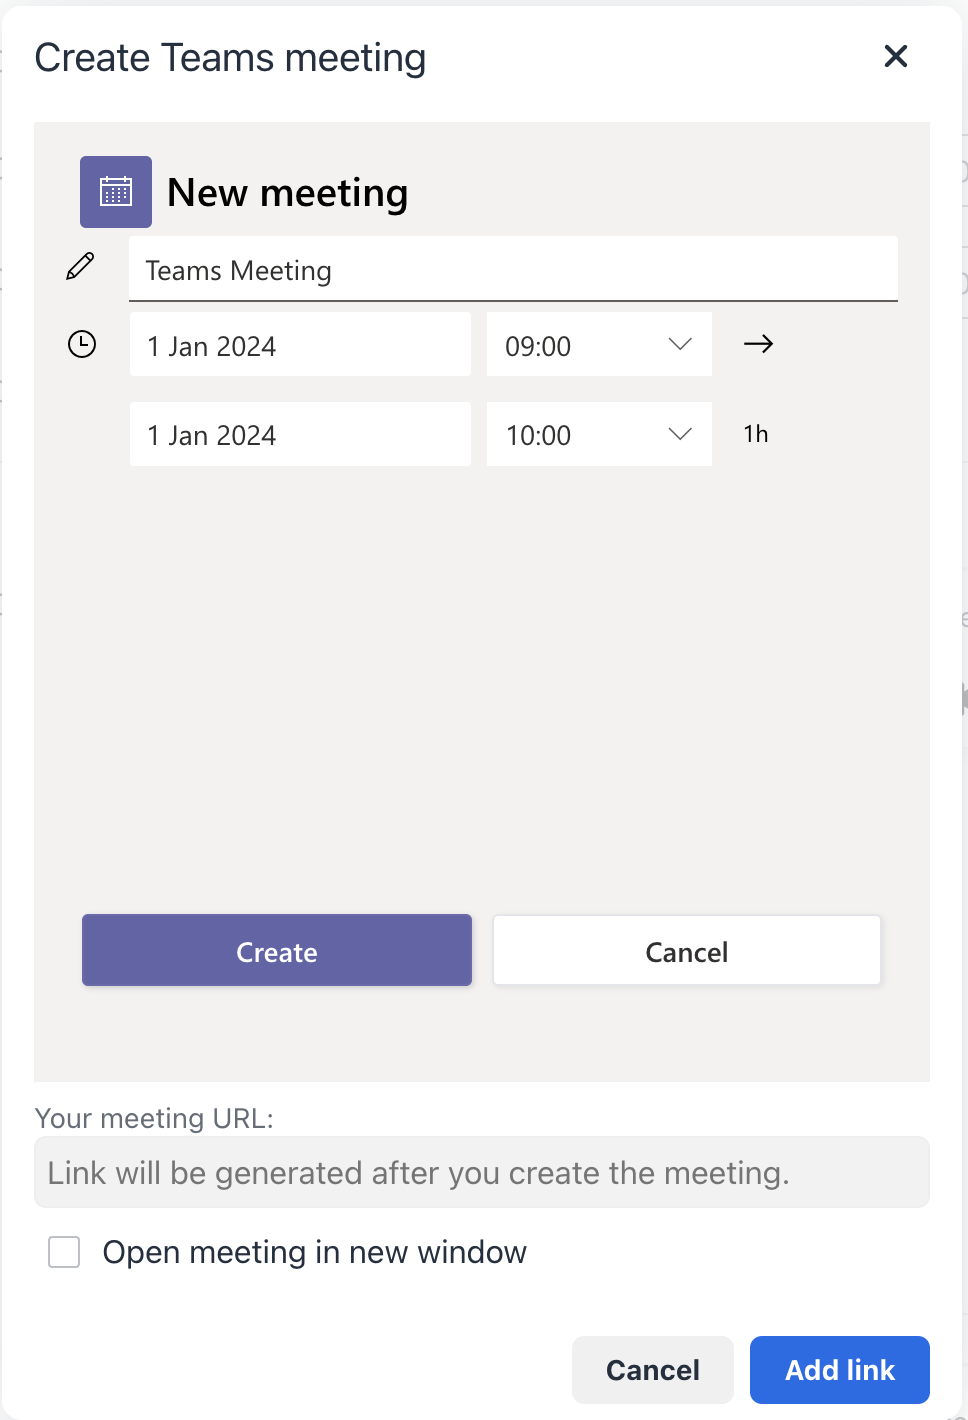 Create Teams meeting
New meeting
Teams Meeting
1 Jan 2024 09:00
1 Jan 2024 10:00 1h
Create Cancel
Your meeting URL:
Link will be generated after you create the meeting.
Open meeting in new window
Cancel Add link